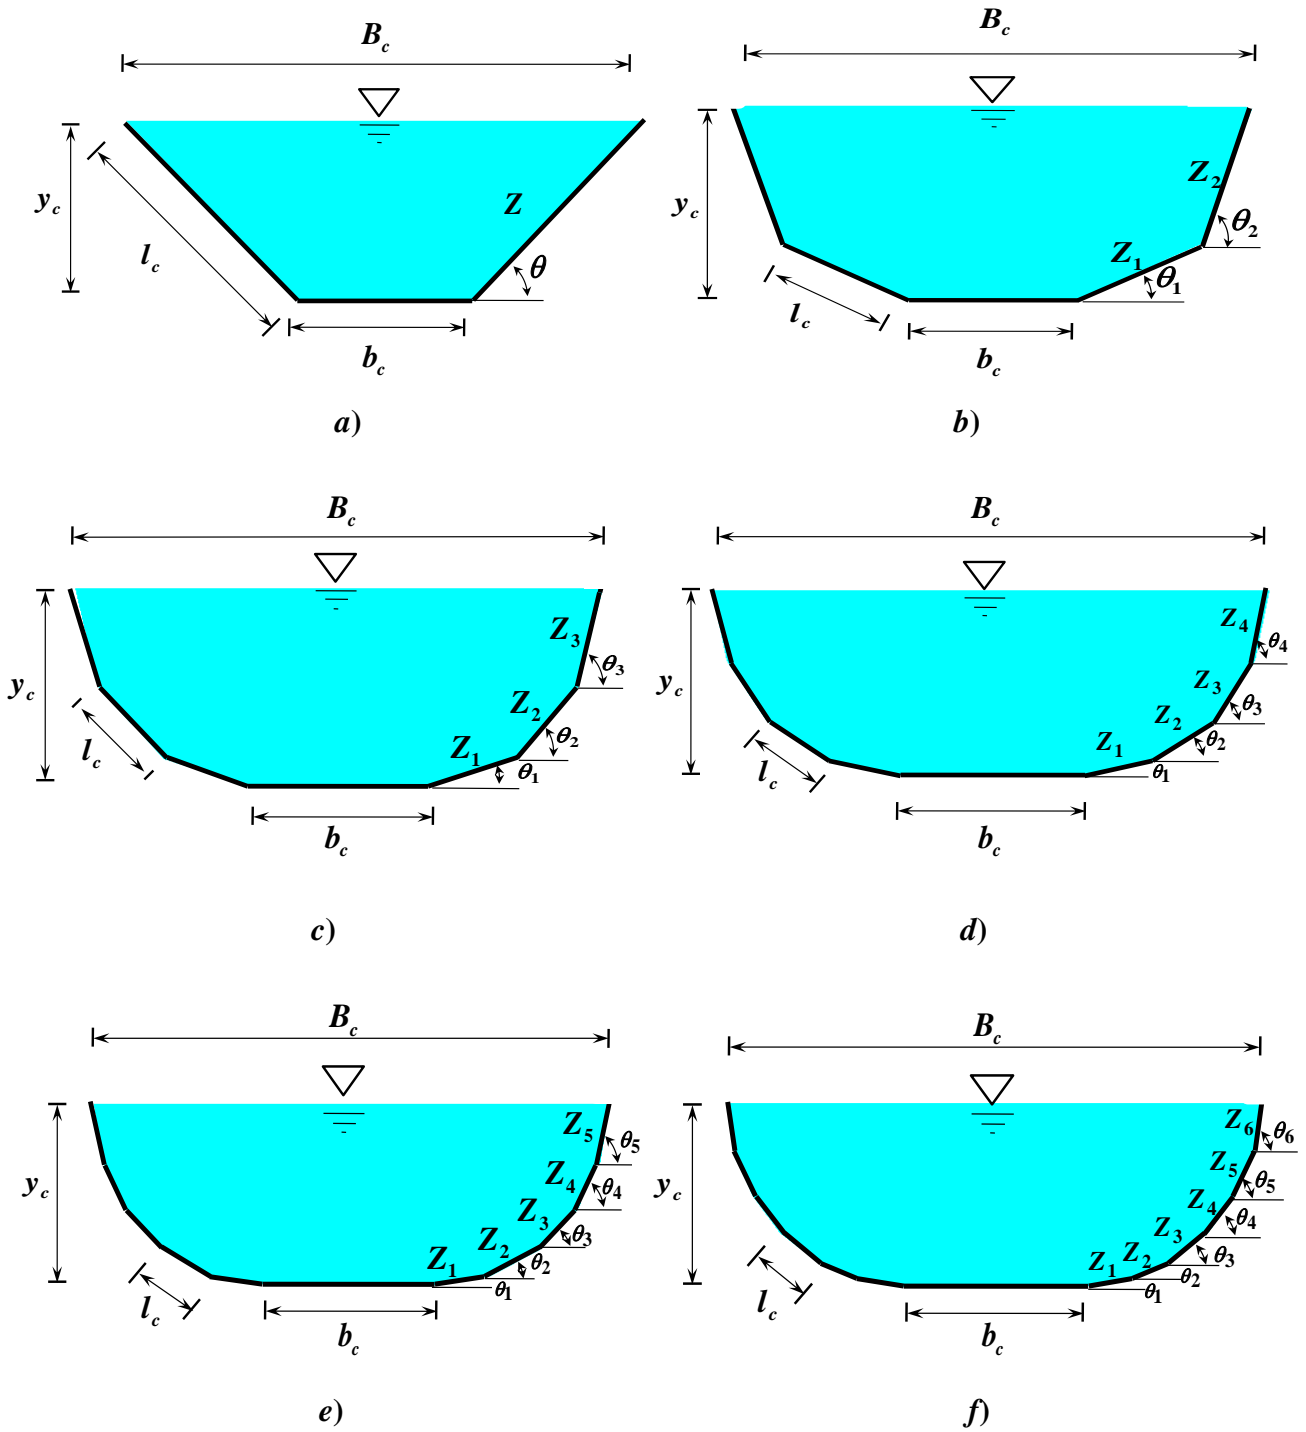 B_c
y_c
l_c
Z
θ
b_c
a)
B_c
y_c
l_c
Z_2
θ_2
Z_1
θ_1
b_c
b)
B_c
y_c
l_c
Z_3
θ_3
Z_2
θ_2
Z_1
θ_1
b_c
c)
B_c
y_c
l_c
Z_4
θ_4
Z_3
θ_3
Z_2
θ_2
Z_1
θ_1
b_c
d)
B_c
y_c
l_c
Z_5
θ_5
Z_4
θ_4
Z_3
θ_3
Z_2
θ_2
Z_1
θ_1
b_c
e)
B_c
y_c
l_c
Z_6
θ_6
Z_5
θ_5
Z_4
θ_4
Z_3
θ_3
Z_2
θ_2
Z_1
θ_1
b_c
f)